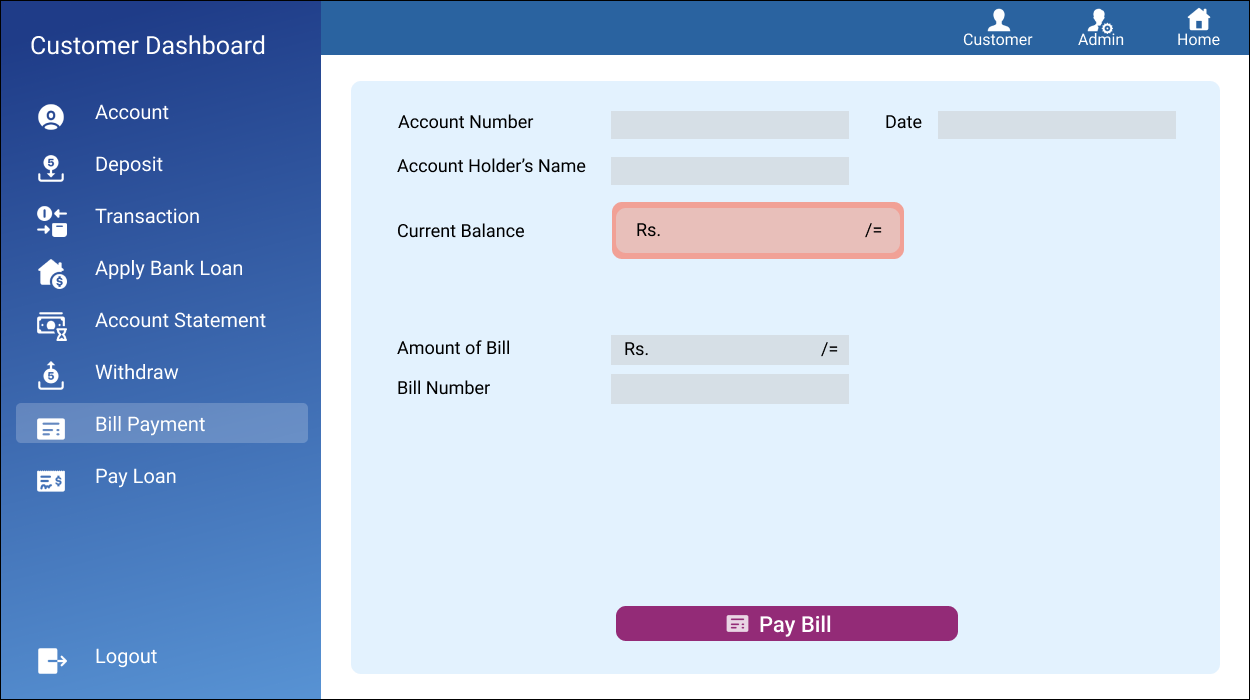 Customer Dashboard
Customer
Admin
Home
Account
Deposit
Transaction
Apply Bank Loan
Account Statement
Withdraw
Bill Payment
Pay Loan
Logout
Account Number
Date
Account Holder’s Name
Current Balance Rs. /=
Amount of Bill Rs. /=
Bill Number
Pay Bill